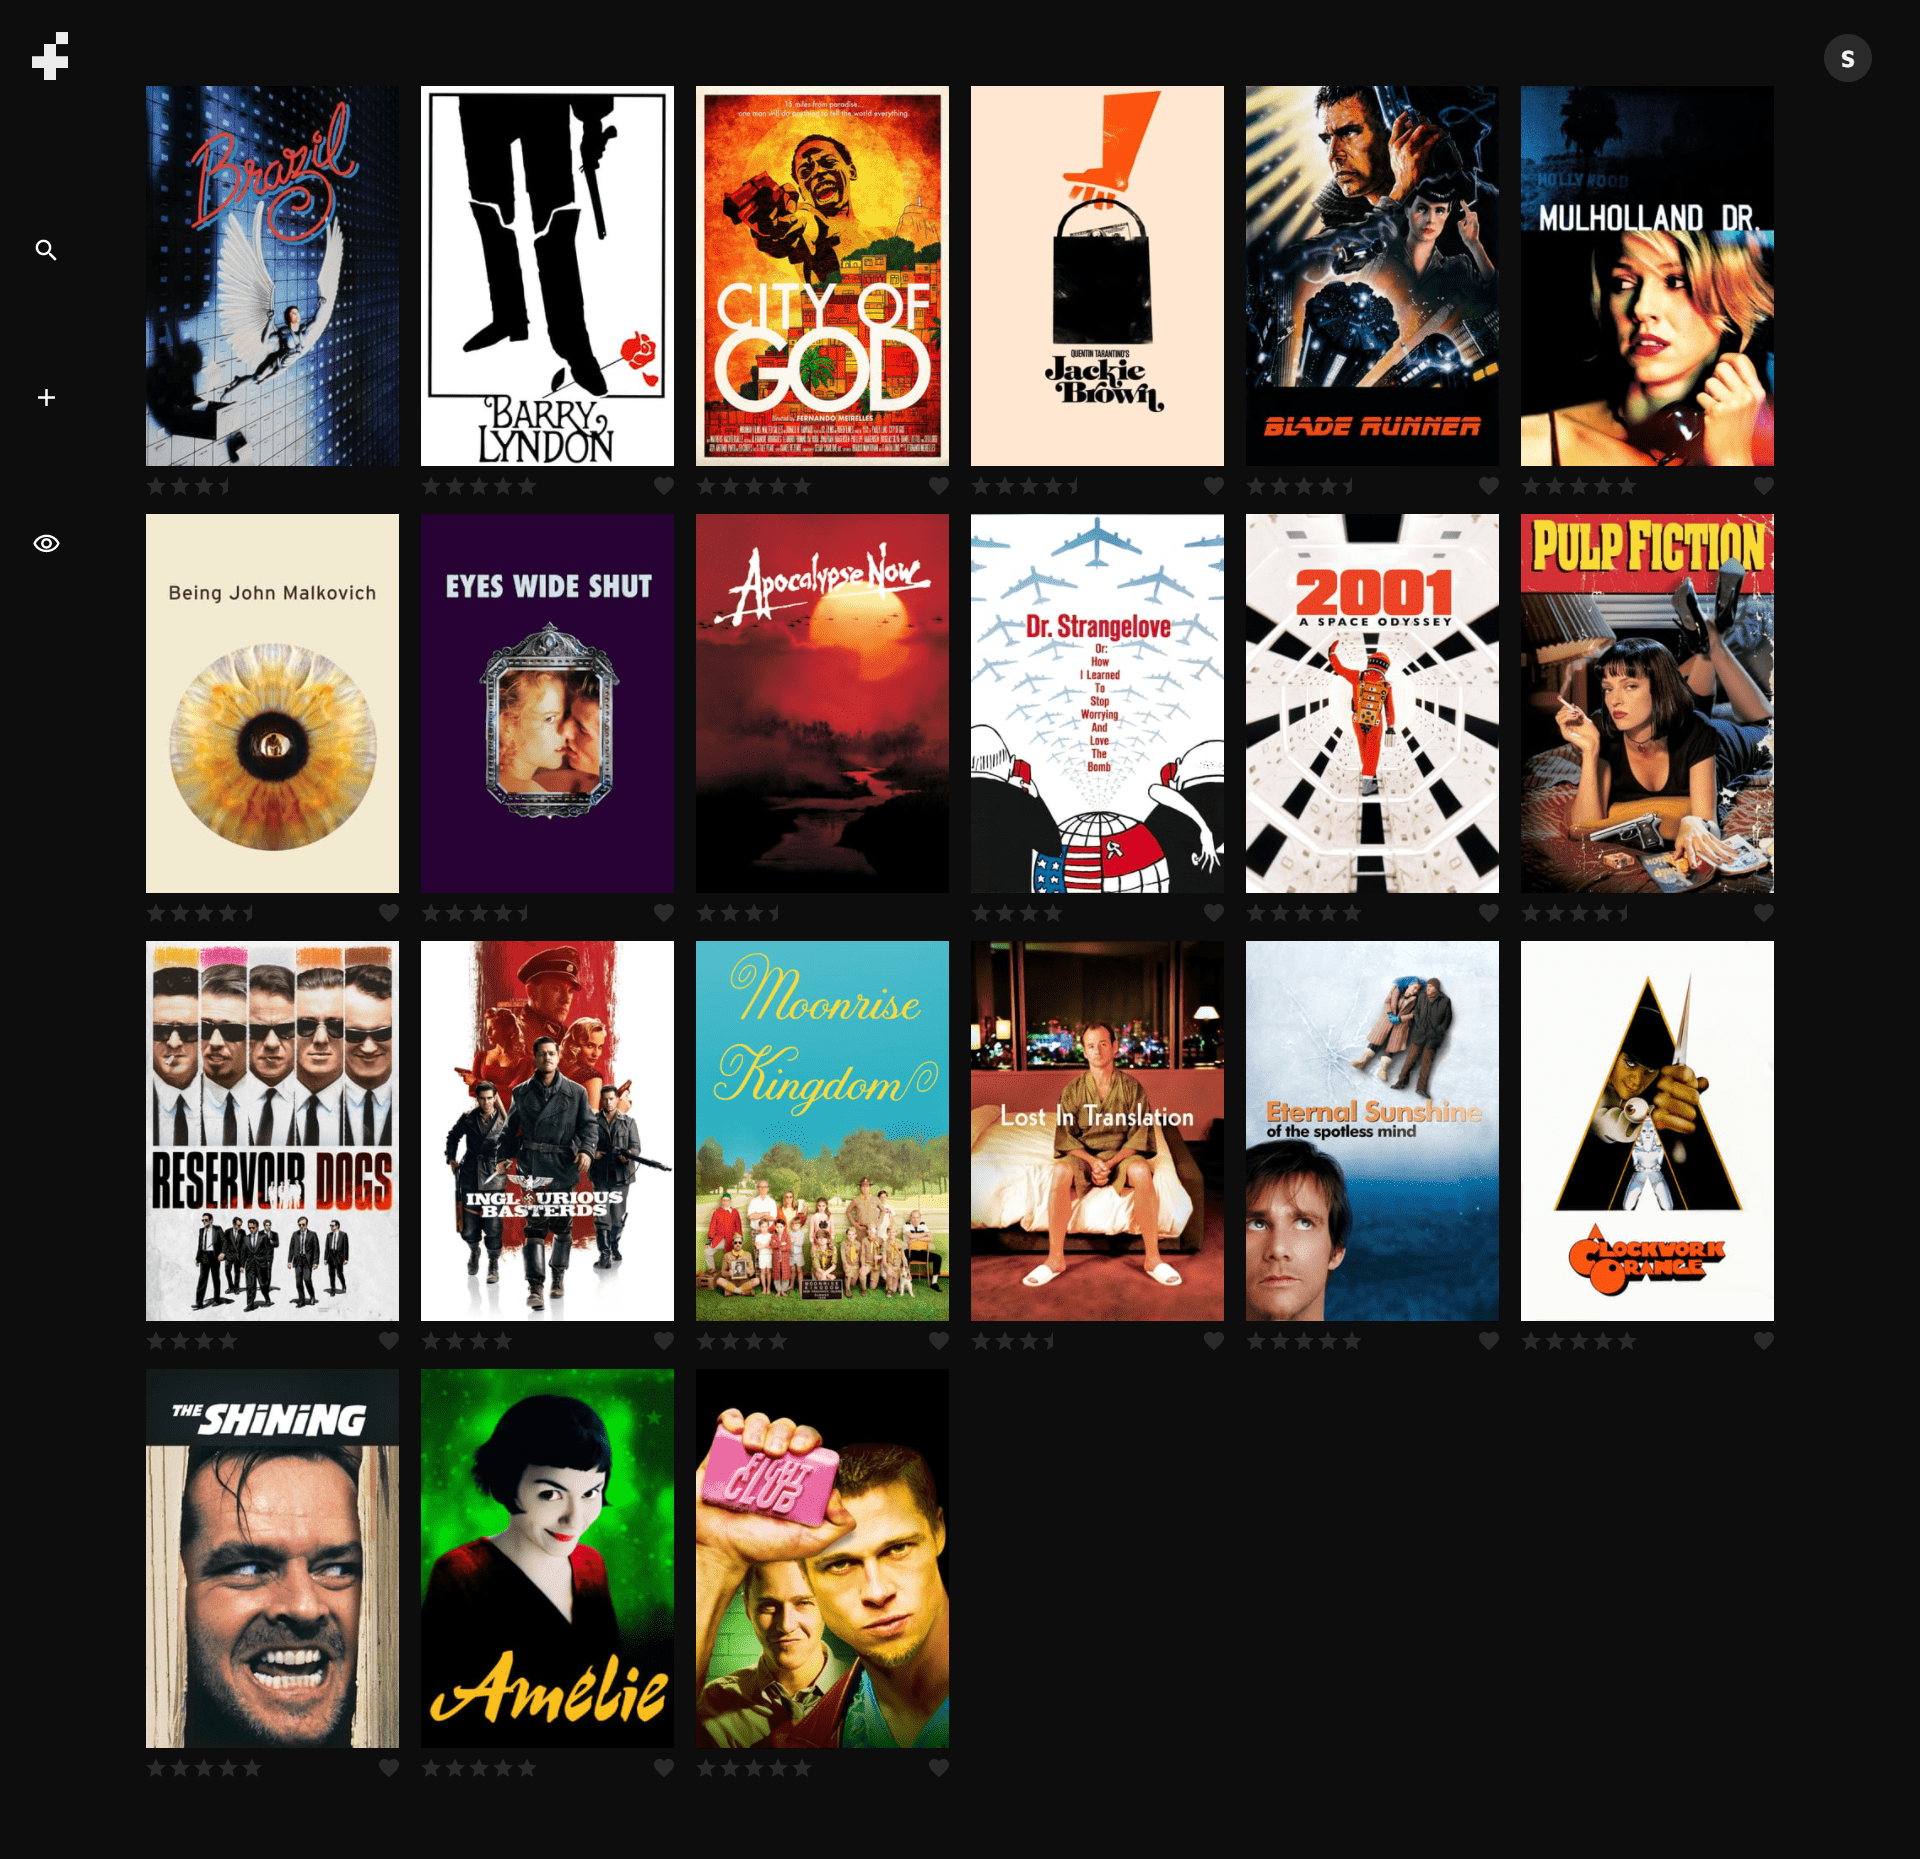 S
Brazil
BARRY
LYNDON
15 miles from paradise...
one man will do anything to tell the world everything.
CITY OF
GOD
Directed by FERNANDO MEIRELLES
QUENTIN TARANTINO'S
Jackie
Brown
BLADE RUNNER
HOLLYWOOD
MULHOLLAND DR.
Being John Malkovich
EYES WIDE SHUT
Apocalypse Now
Dr. Strangelove
Or:
How
I Learned
To
Stop
Worrying
And
Love
The
Bomb
2001
A SPACE ODYSSEY
PULP FICTION
RESERVOIR DOGS
INGLOURIOUS
BASTERDS
Moonrise
Kingdom
MOONRISE
KINGDOM
Lost In Translation
Eternal Sunshine
of the spotless mind
A
CLOCKWORK
ORANGE
THE SHiNiNG
Amélie
FIGHT
CLUB